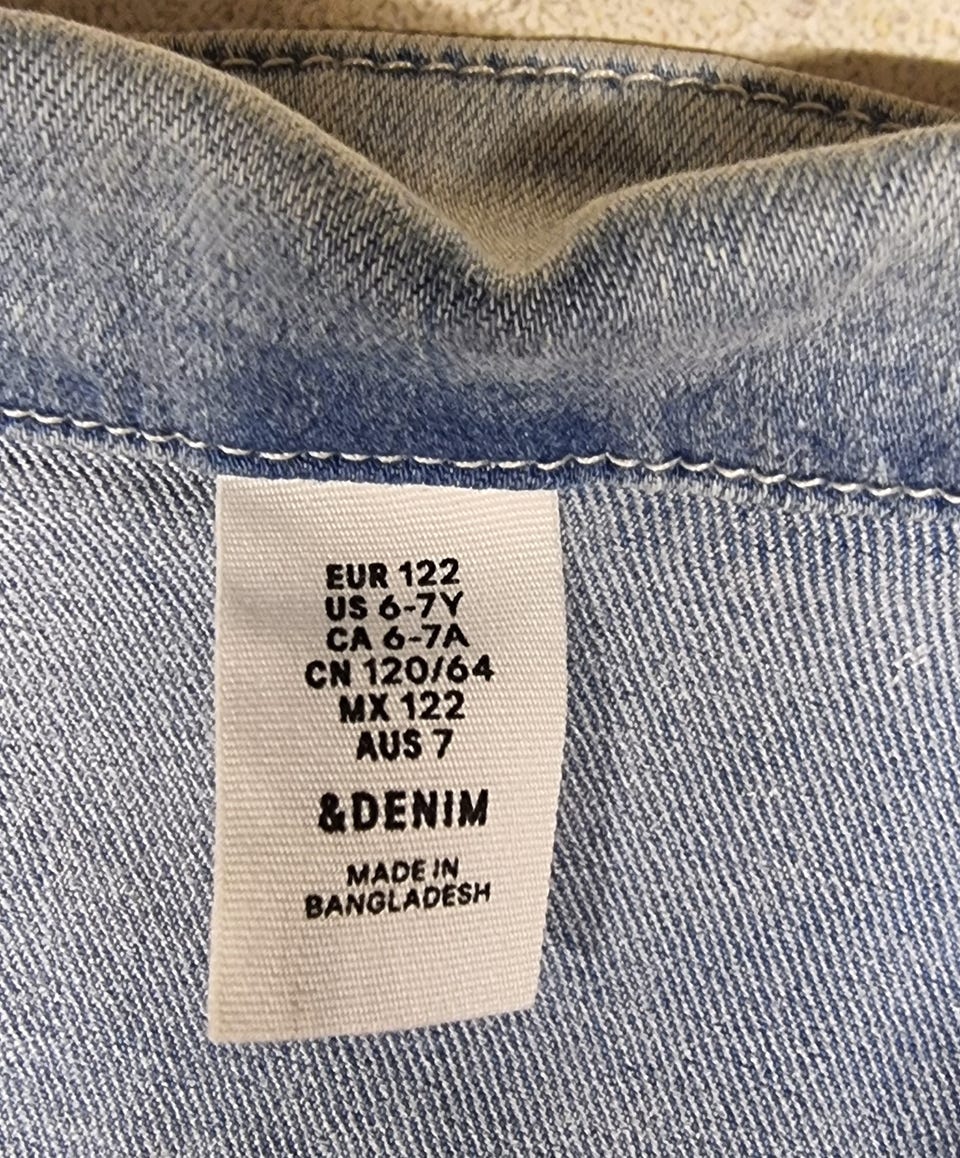 EUR 122
US 6-7Y
CA 6-7A
CN 120/64
MX 122
AUS 7
&DENIM
MADE IN
BANGLADESH